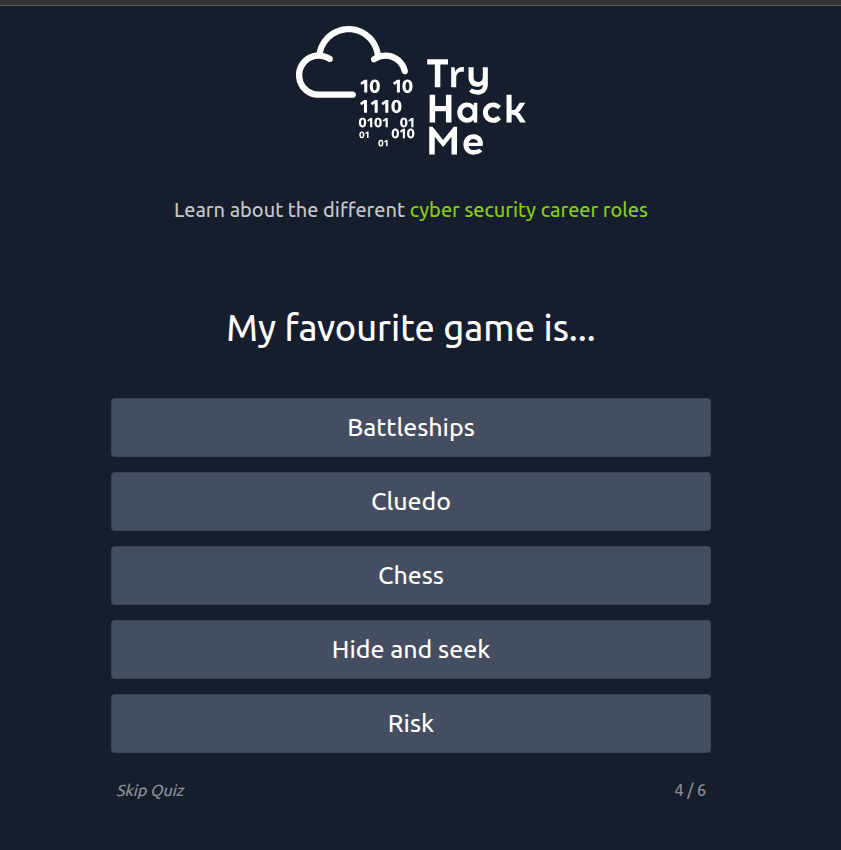 10 10
1110
0101 01
01 010
01
Try
Hack
Me
Learn about the different cyber security career roles
My favourite game is...
Battleships
Cluedo
Chess
Hide and seek
Risk
Skip Quiz
4 / 6